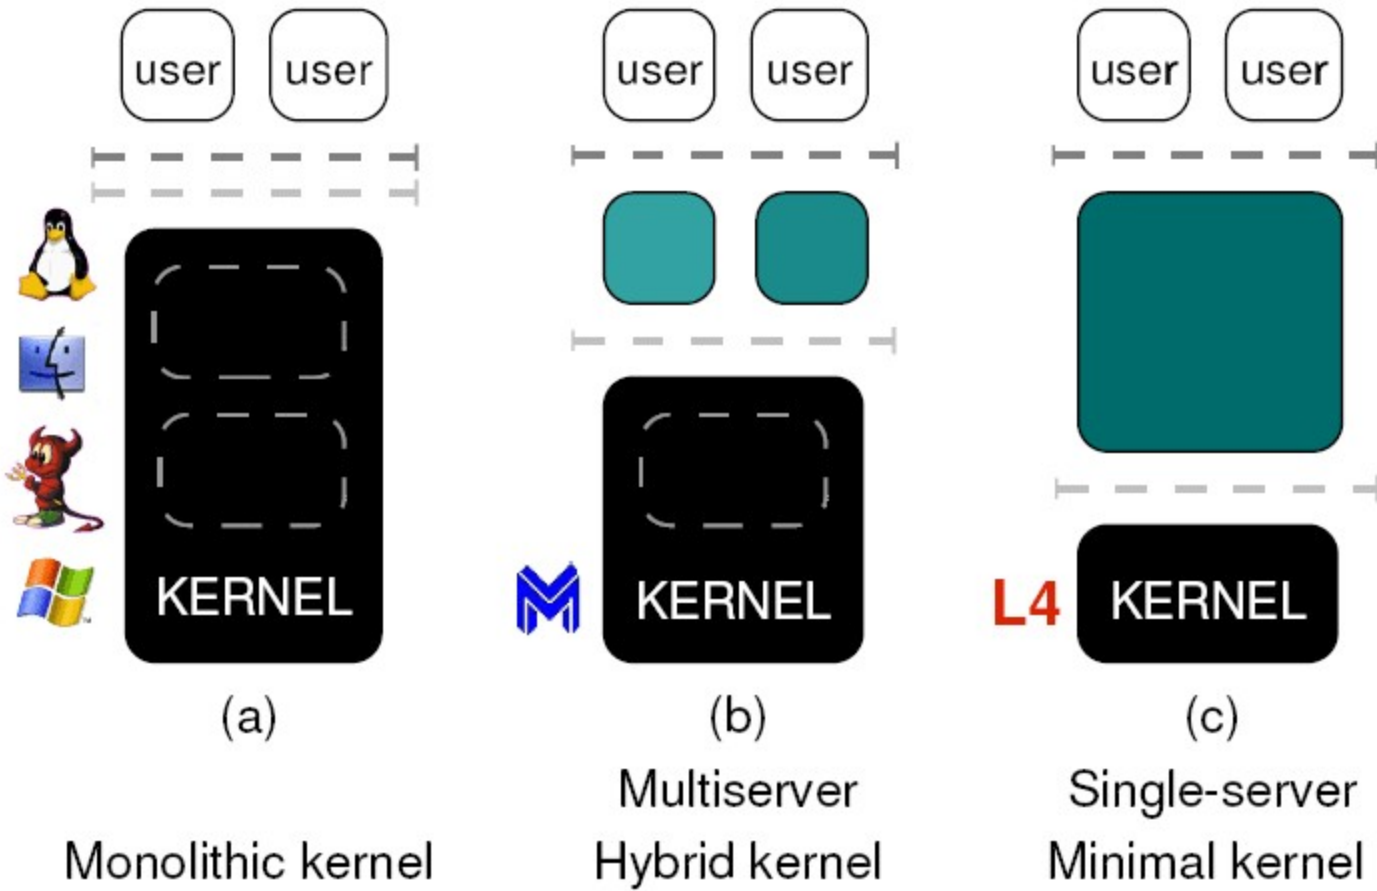 user user
user user
user user
KERNEL
M KERNEL
L4 KERNEL
(a)
(b)
(c)
Monolithic kernel
Multiserver
Hybrid kernel
Single-server
Minimal kernel